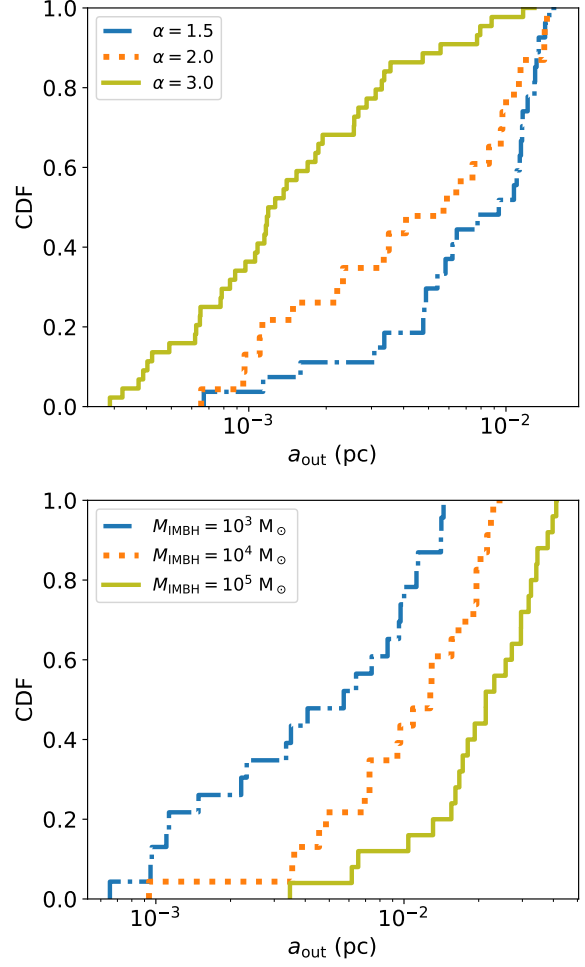 1.0
0.8
0.6
0.4
0.2
0.0
CDF
α = 1.5
α = 2.0
α = 3.0
10⁻³
10⁻²
a_out (pc)
1.0
0.8
0.6
0.4
0.2
0.0
CDF
M_IMBH = 10³ M_⊙
M_IMBH = 10⁴ M_⊙
M_IMBH = 10⁵ M_⊙
10⁻³
10⁻²
a_out (pc)